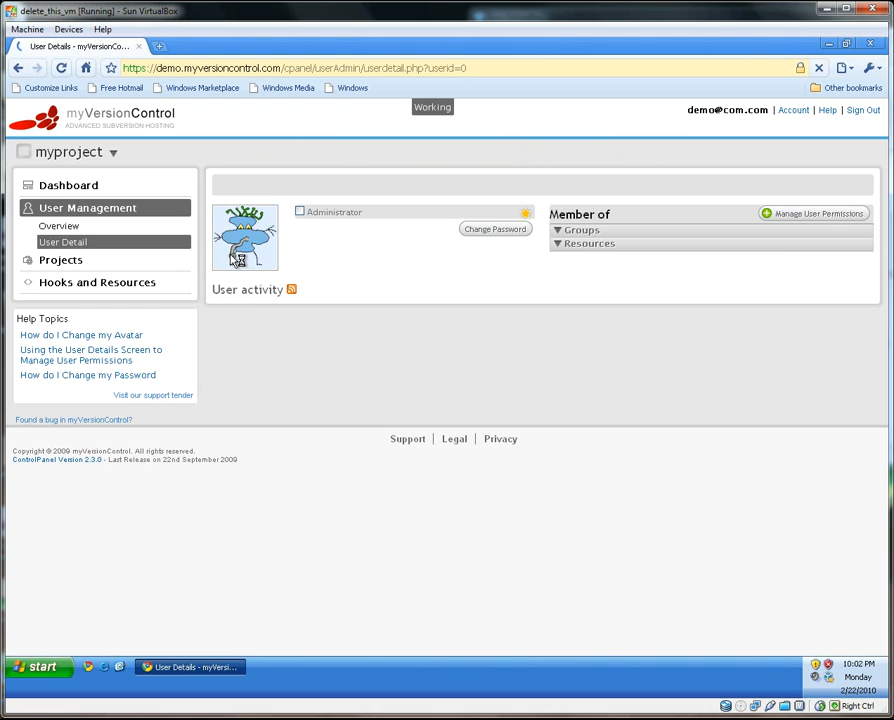 delete_this_vm [Running] - Sun VirtualBox
Machine Devices Help
User Details - myVersionCo...
https://demo.myversioncontrol.com/cpanel/userAdmin/userdetail.php?userid=0
Customize Links Free Hotmail Windows Marketplace Windows Media Windows Other bookmarks
myVersionControl
ADVANCED SUBVERSION HOSTING
Working
demo@com.com | Account | Help | Sign Out
myproject
Dashboard
User Management
Overview
User Detail
Projects
Hooks and Resources
Administrator
Change Password
Member of
Manage User Permissions
Groups
Resources
User activity
Help Topics
How do I Change my Avatar
Using the User Details Screen to
Manage User Permissions
How do I Change my Password
Visit our support tender
Found a bug in myVersionControl?
Support | Legal | Privacy
Copyright © 2009 myVersionControl. All rights reserved.
ControlPanel Version 2.3.0 - Last Release on 22nd September 2009
start
User Details - myVersi...
10:02 PM
Monday
2/22/2010
Right Ctrl